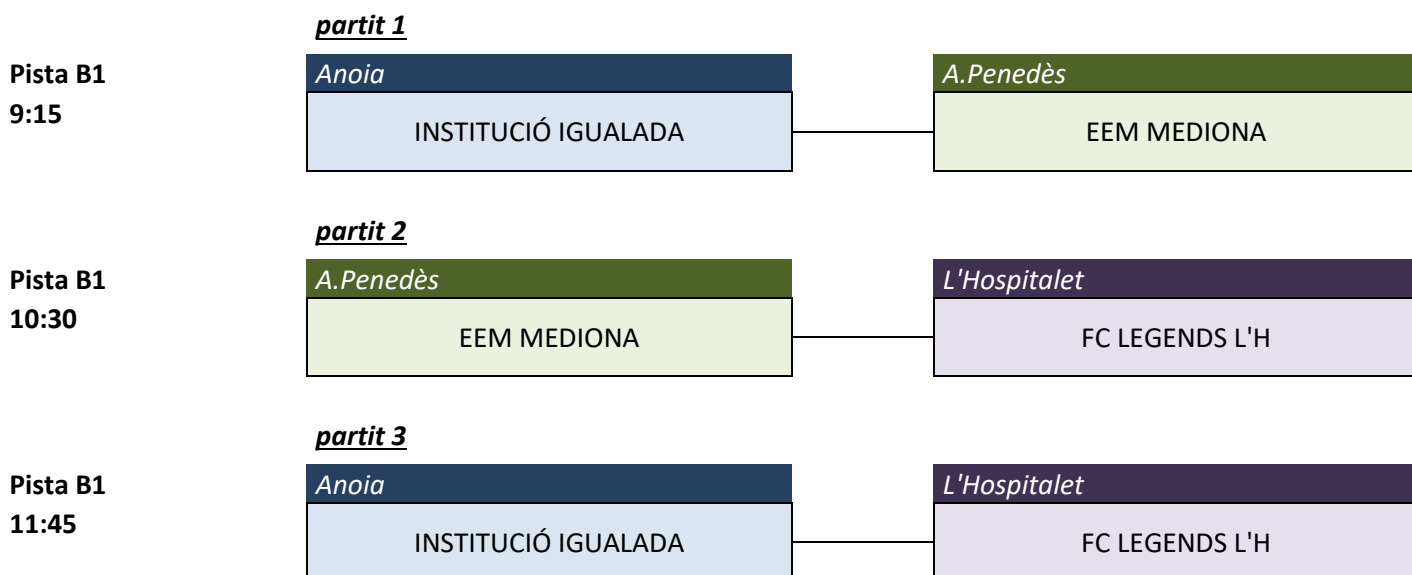 partit 1
Pista B1
9:15
Anoia
A.Penedès
INSTITUCIÓ IGUALADA
EEM MEDIONA
partit 2
Pista B1
10:30
A.Penedès
L'Hospitalet
EEM MEDIONA
FC LEGENDS L'H
partit 3
Pista B1
11:45
Anoia
L'Hospitalet
INSTITUCIÓ IGUALADA
FC LEGENDS L'H